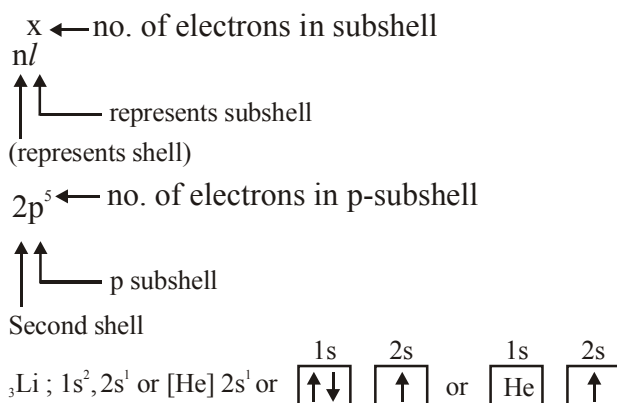 x ← no. of electrons in subshell
nl
represents subshell
(represents shell)
2p⁵ ← no. of electrons in p-subshell
p subshell
Second shell
1s 2s 1s 2s
₃Li ; 1s², 2s¹ or [He] 2s¹ or ↑↓ ↑ or He ↑